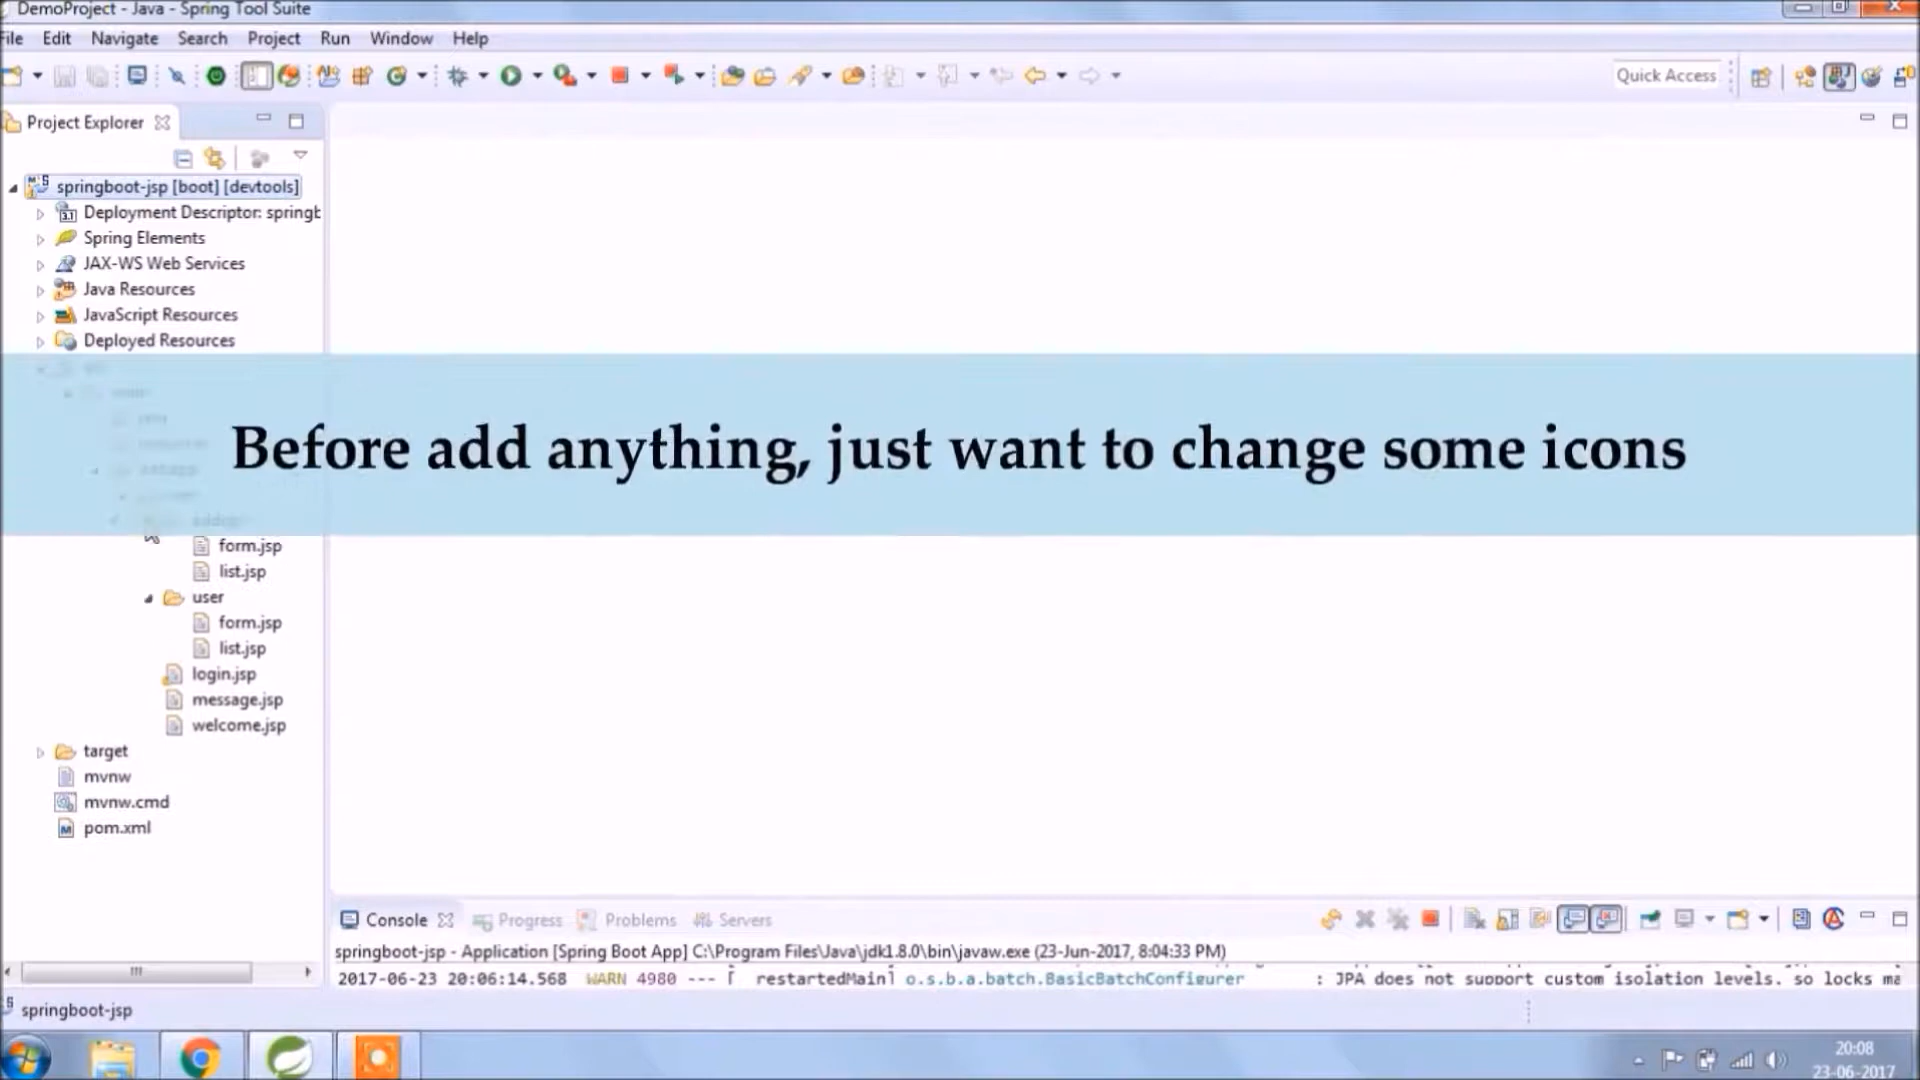 DemoProject - Java - Spring Tool Suite
File Edit Navigate Search Project Run Window Help
Quick Access
Project Explorer
springboot-jsp [boot] [devtools]
Deployment Descriptor: springb
Spring Elements
JAX-WS Web Services
Java Resources
JavaScript Resources
Deployed Resources
Before add anything, just want to change some icons
form.jsp
list.jsp
user
form.jsp
list.jsp
login.jsp
message.jsp
welcome.jsp
target
mvnw
mvnw.cmd
pom.xml
Console Progress Problems Servers
springboot-jsp - Application [Spring Boot App] C:\Program Files\Java\jdk1.8.0\bin\javaw.exe (23-Jun-2017, 8:04:33 PM)
2017-06-23 20:06:14.568 WARN 4980 --- [ restartedMain] o.s.b.a.batch.BasicBatchConfigurer : JPA does not support custom isolation levels, so locks ma
springboot-jsp
20:08
23-06-2017